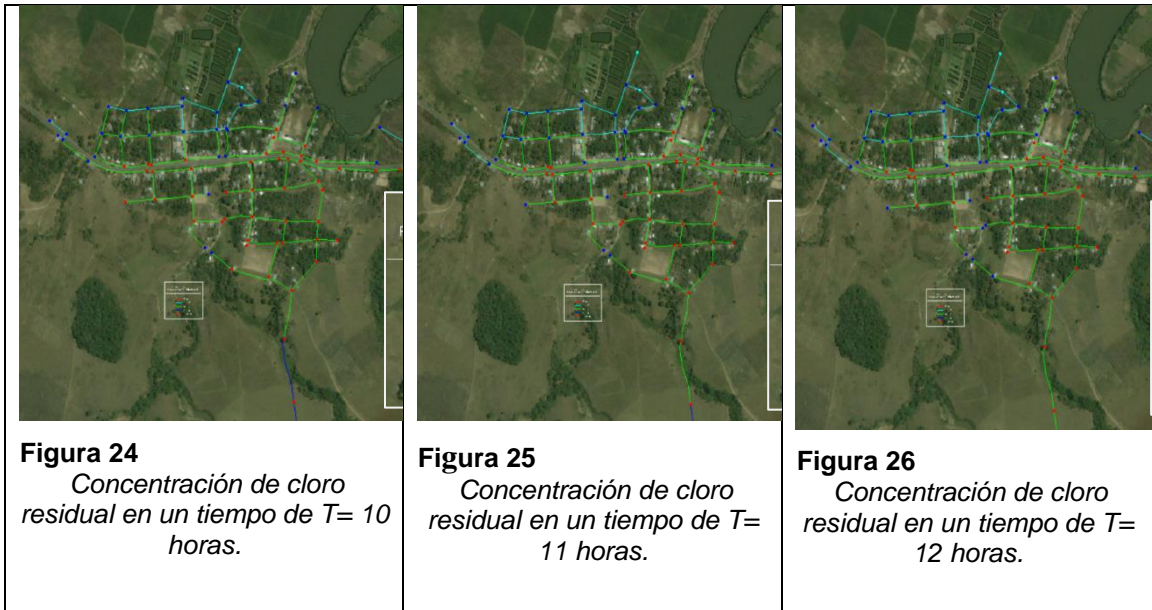 Figura 24
Concentración de cloro
residual en un tiempo de T= 10
horas.
Figura 25
Concentración de cloro
residual en un tiempo de T=
11 horas.
Figura 26
Concentración de cloro
residual en un tiempo de T=
12 horas.